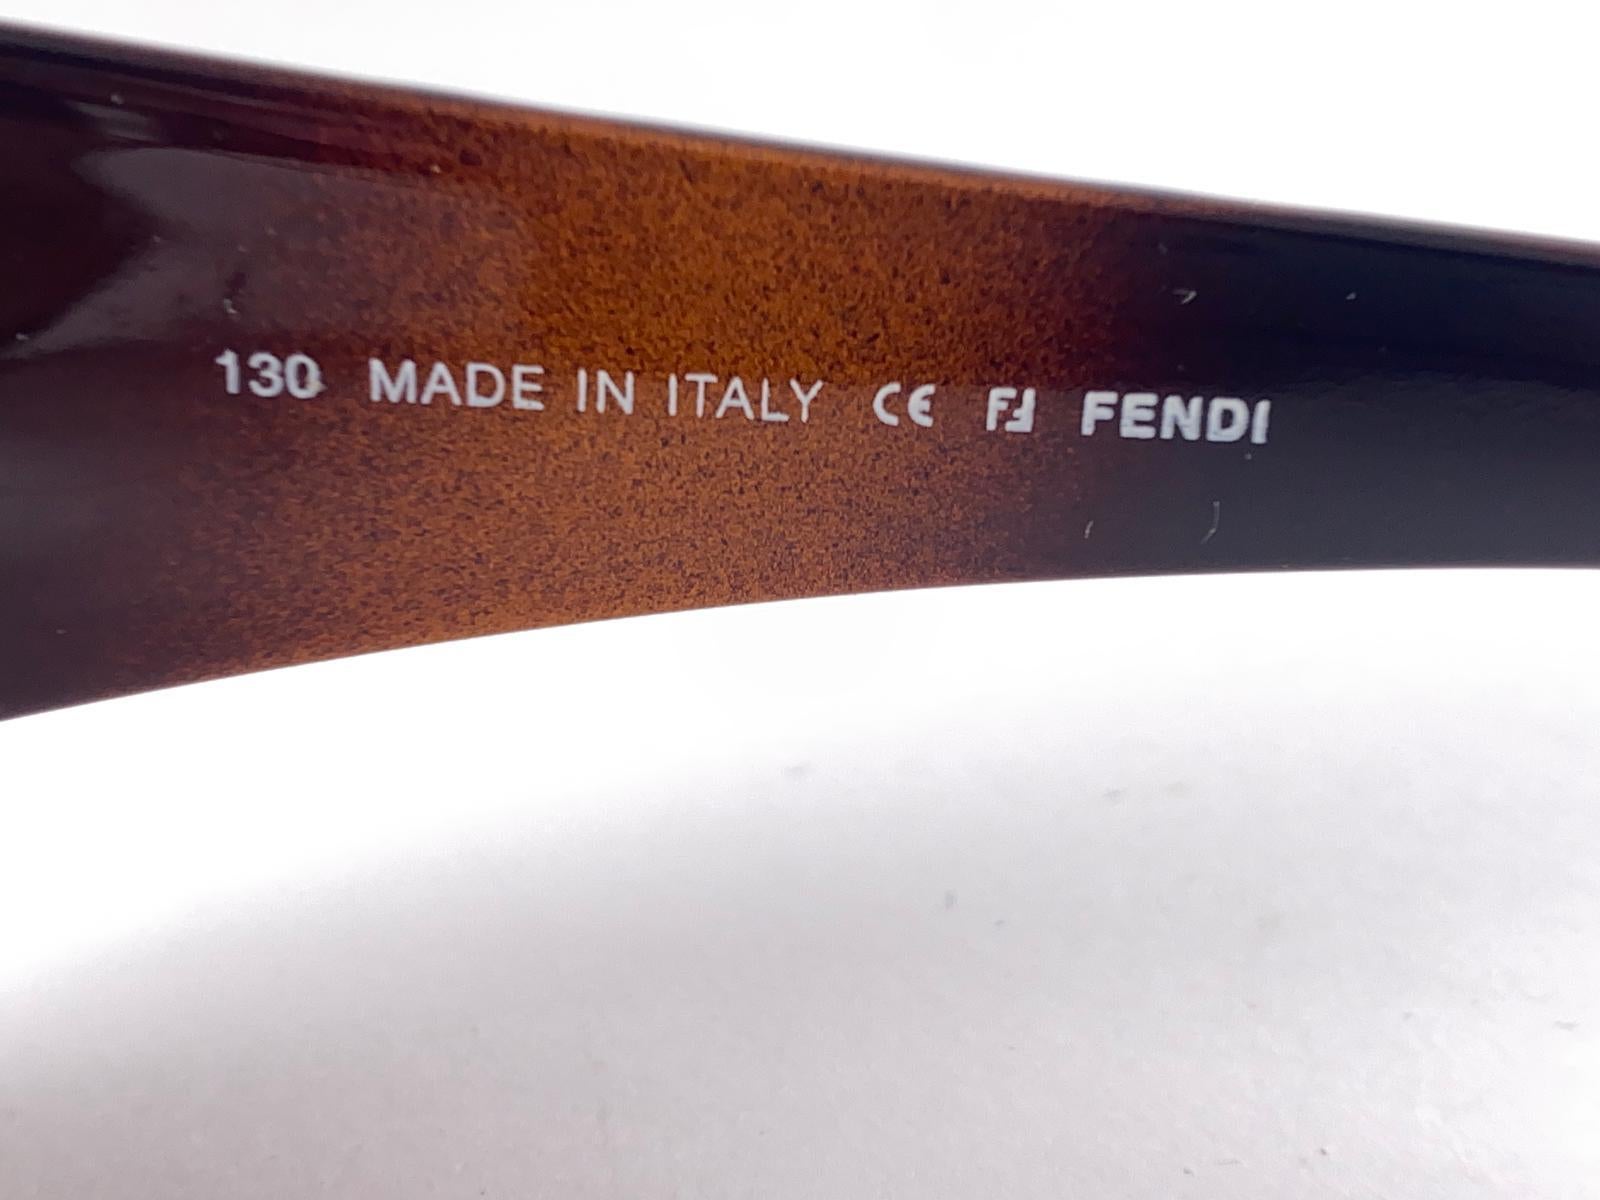 130 MADE IN ITALY CE FF FENDI